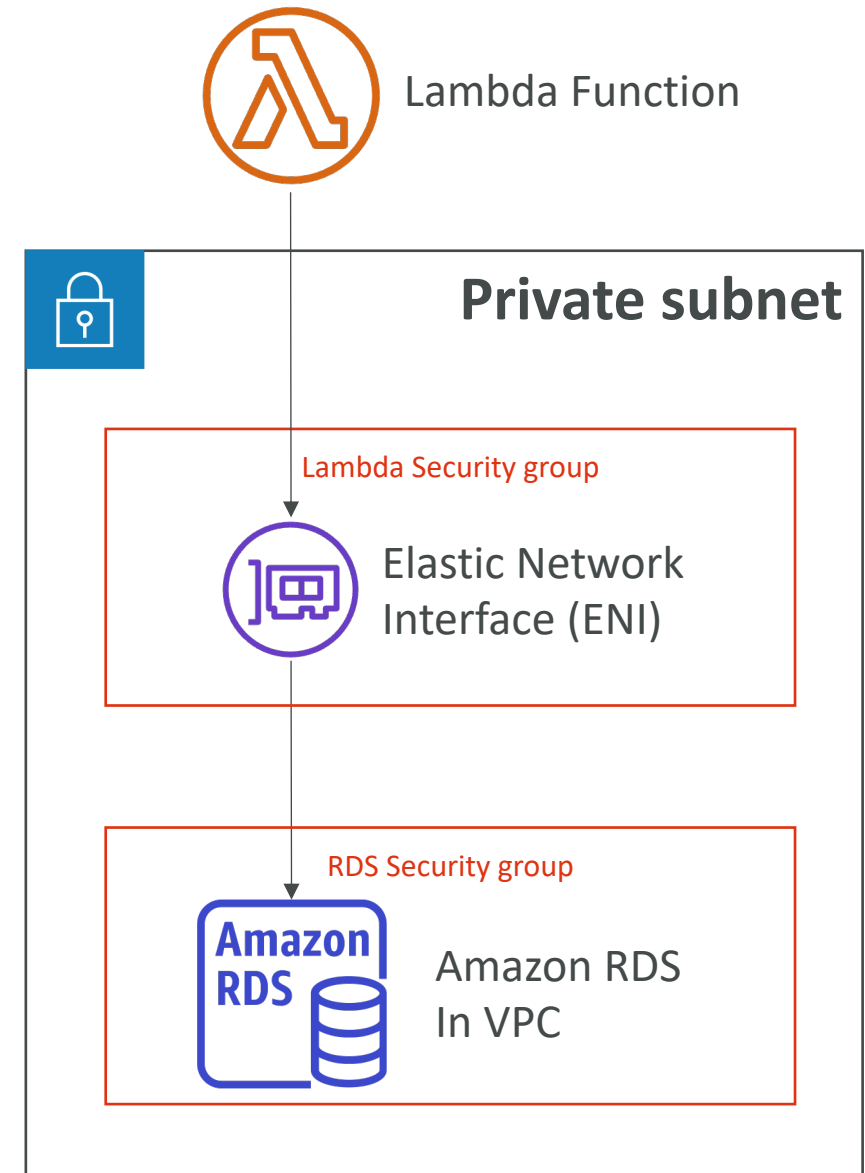 Lambda Function
Private subnet
Lambda Security group
Elastic Network
Interface (ENI)
RDS Security group
Amazon
RDS
Amazon RDS
In VPC